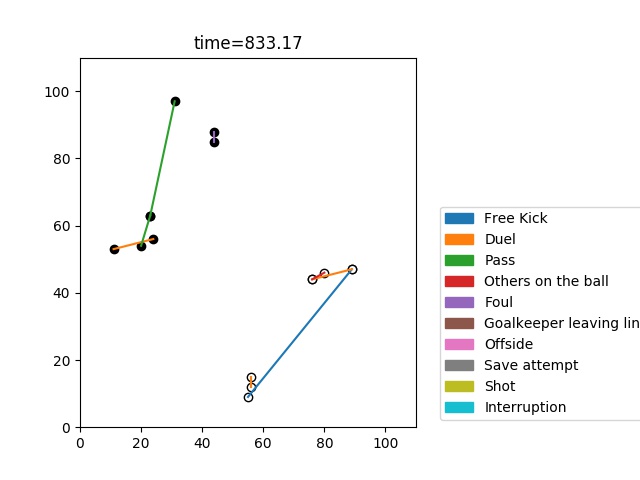 time=833.17
100
80
60
40
20
0
0 20 40 60 80 100
Free Kick
Duel
Pass
Others on the ball
Foul
Goalkeeper leaving lin
Offside
Save attempt
Shot
Interruption